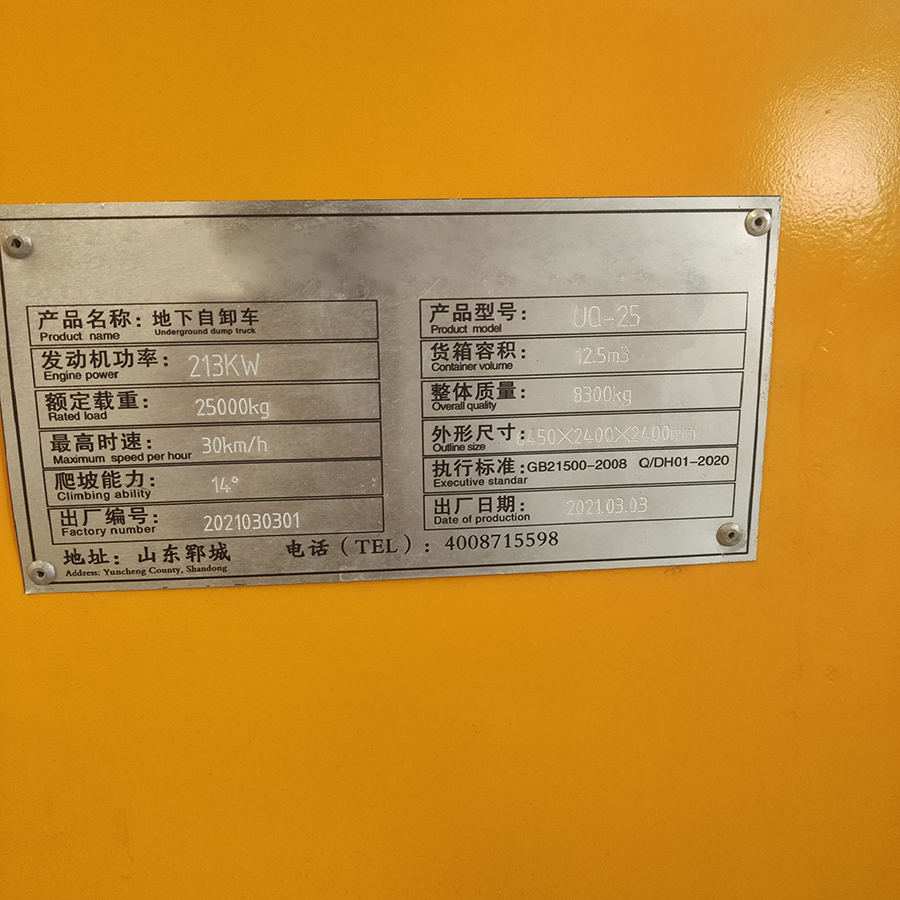 产品名称: 地下自卸车
Product name Underground dump truck
发动机功率: 213KW
Engine power
额定载重: 25000kg
Rated load
最高时速: 30km/h
Maximum speed per hour
爬坡能力: 14°
Climbing ability
出厂编号: 2021030301
Factory number
产品型号: UQ-25
Product model
货箱容积: 12.5m3
Container volume
整体质量: 8300kg
Overall quality
外形尺寸:
Outline size
执行标准: GB21500-2008 Q/DH01-2020
Executive standar
出厂日期: 2021.03.03
Date of production
地址: 山东郓城 电话(TEL): 4008715598
Address: Yuncheng County, Shandong